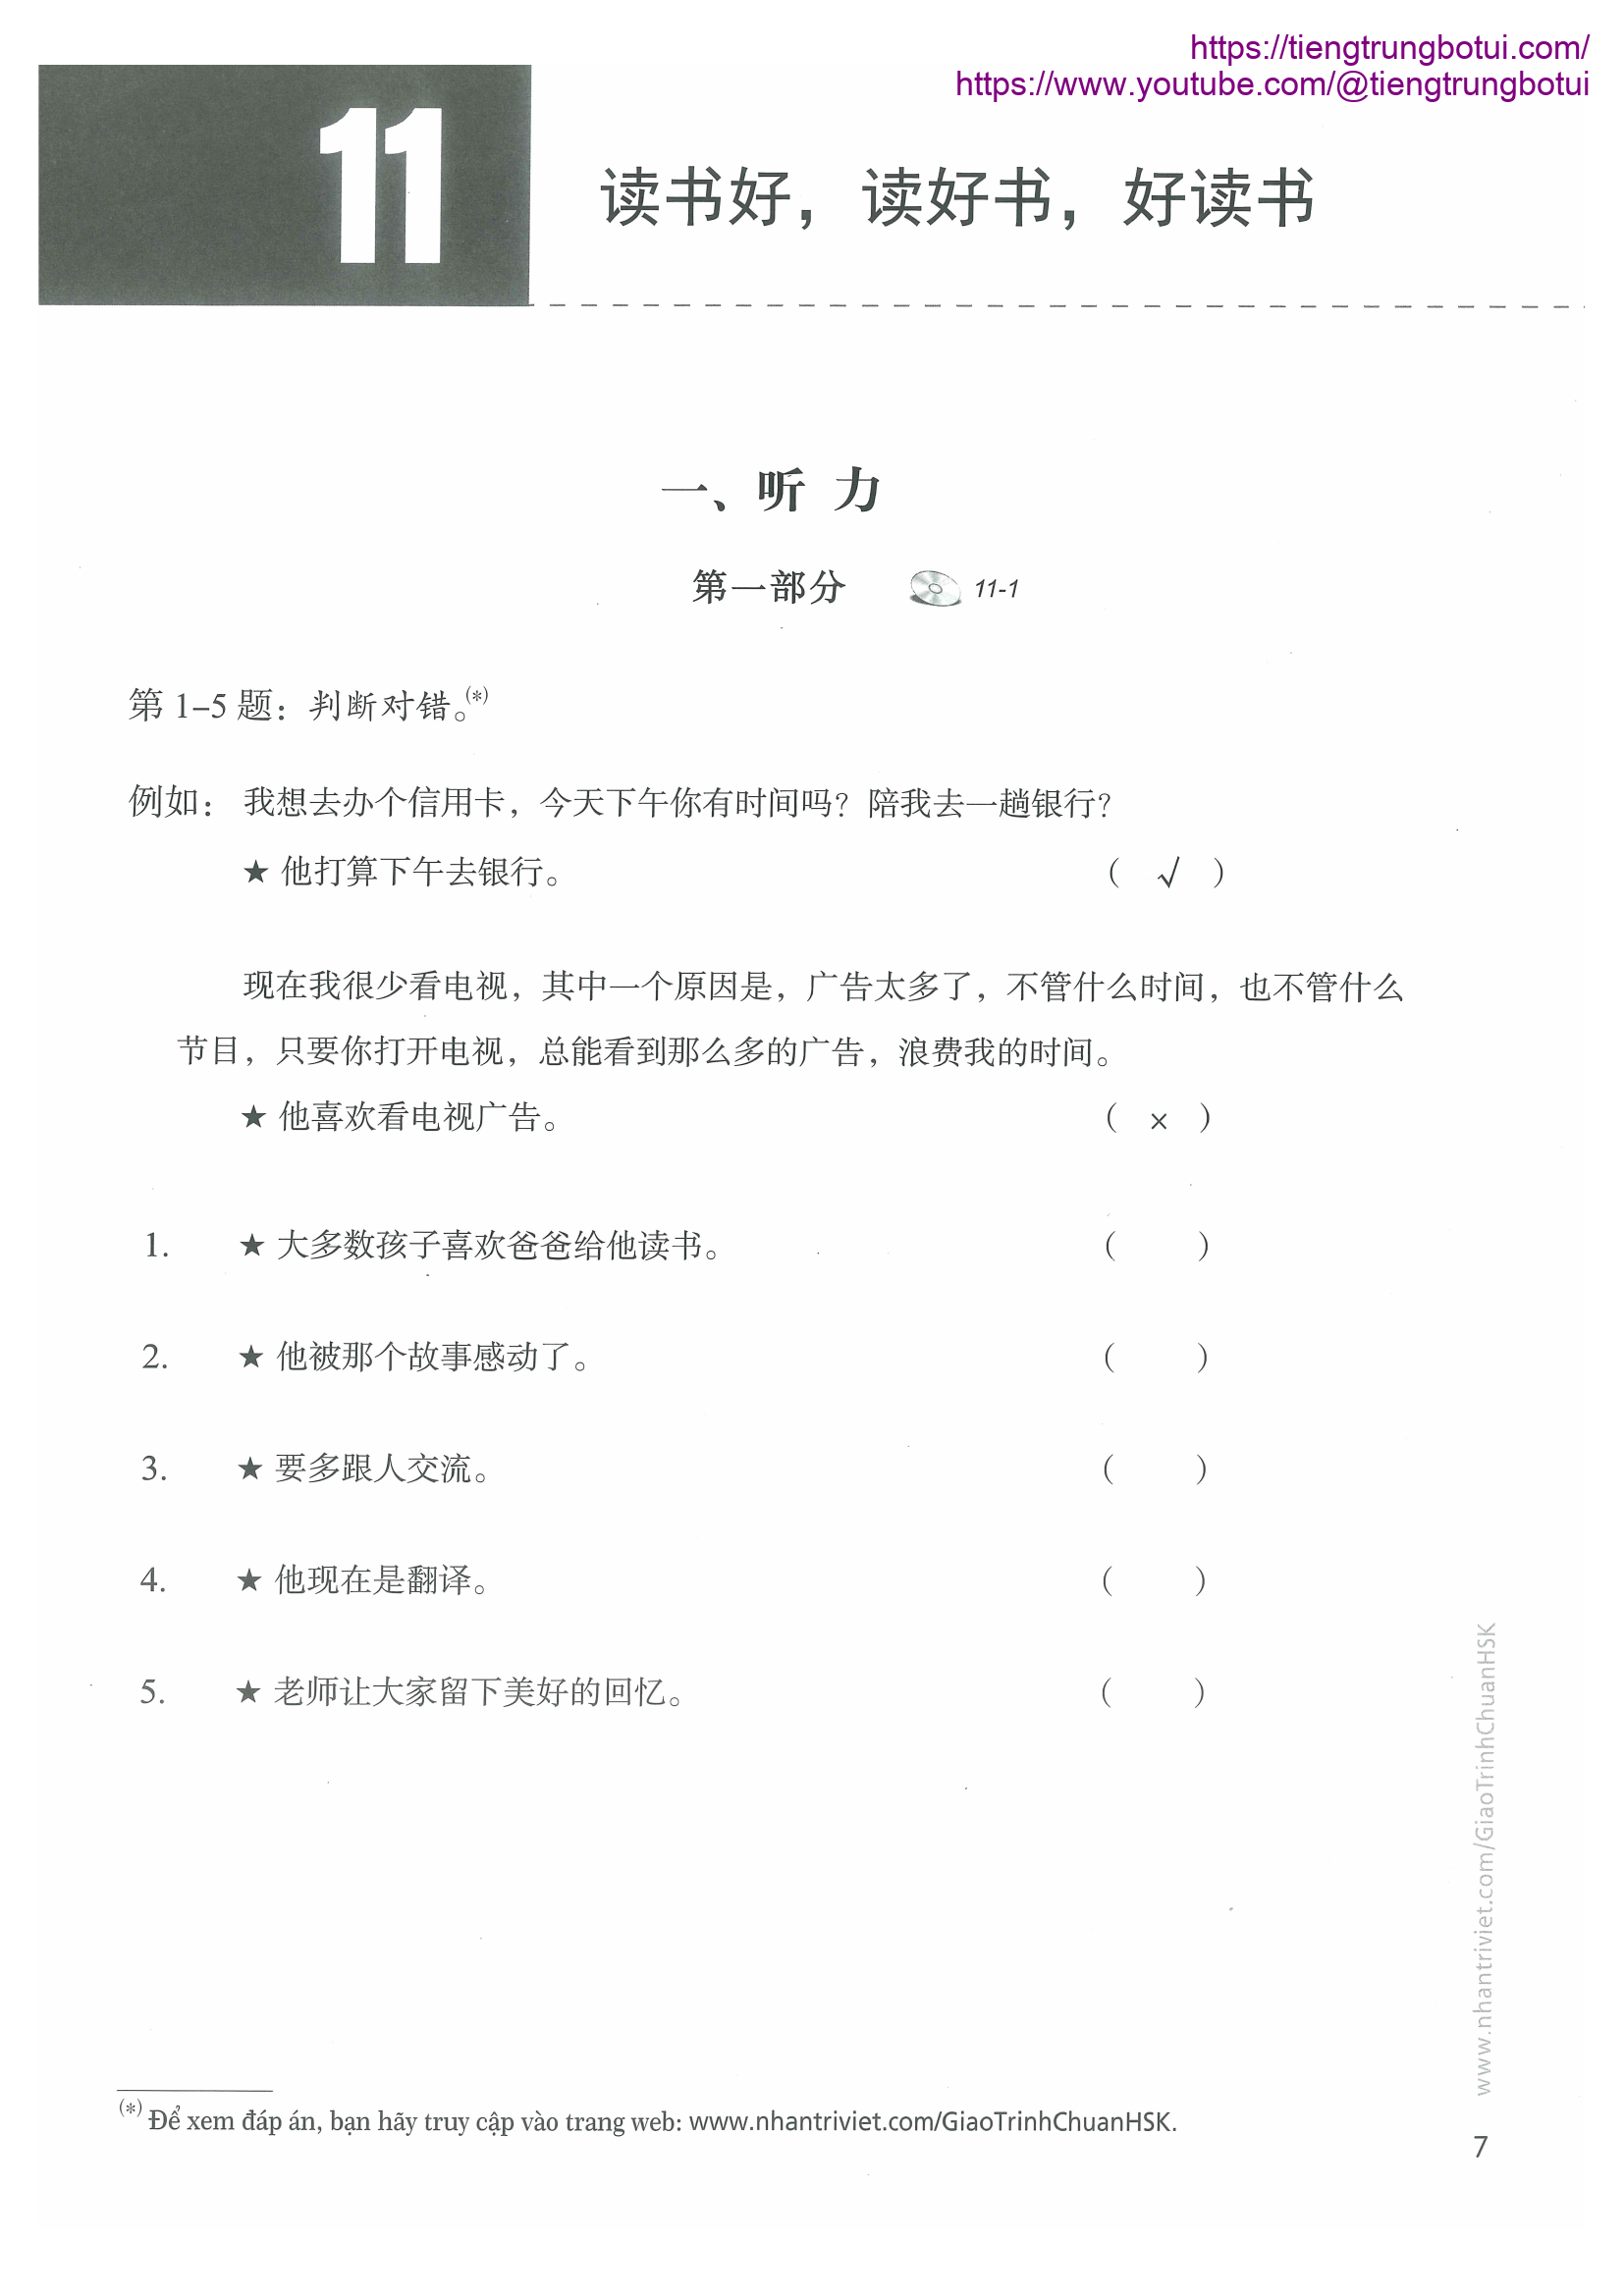 https://tiengtrungbotui.com/
https://www.youtube.com/@tiengtrungbotui
11
读书好，读好书，好读书
一、听 力
第一部分 11-1
第 1–5 题：判断对错。(*)
例如： 我想去办个信用卡，今天下午你有时间吗？陪我去一趟银行？
★ 他打算下午去银行。 （ √ ）
现在我很少看电视，其中一个原因是，广告太多了，不管什么时间，也不管什么
节目，只要你打开电视，总能看到那么多的广告，浪费我的时间。
★ 他喜欢看电视广告。 （ × ）
1. ★ 大多数孩子喜欢爸爸给他读书。 （ ）
2. ★ 他被那个故事感动了。 （ ）
3. ★ 要多跟人交流。 （ ）
4. ★ 他现在是翻译。 （ ）
5. ★ 老师让大家留下美好的回忆。 （ ）
www.nhantriviet.com/GiaoTrinhChuanHSK
(*) Để xem đáp án, bạn hãy truy cập vào trang web: www.nhantriviet.com/GiaoTrinhChuanHSK.
7